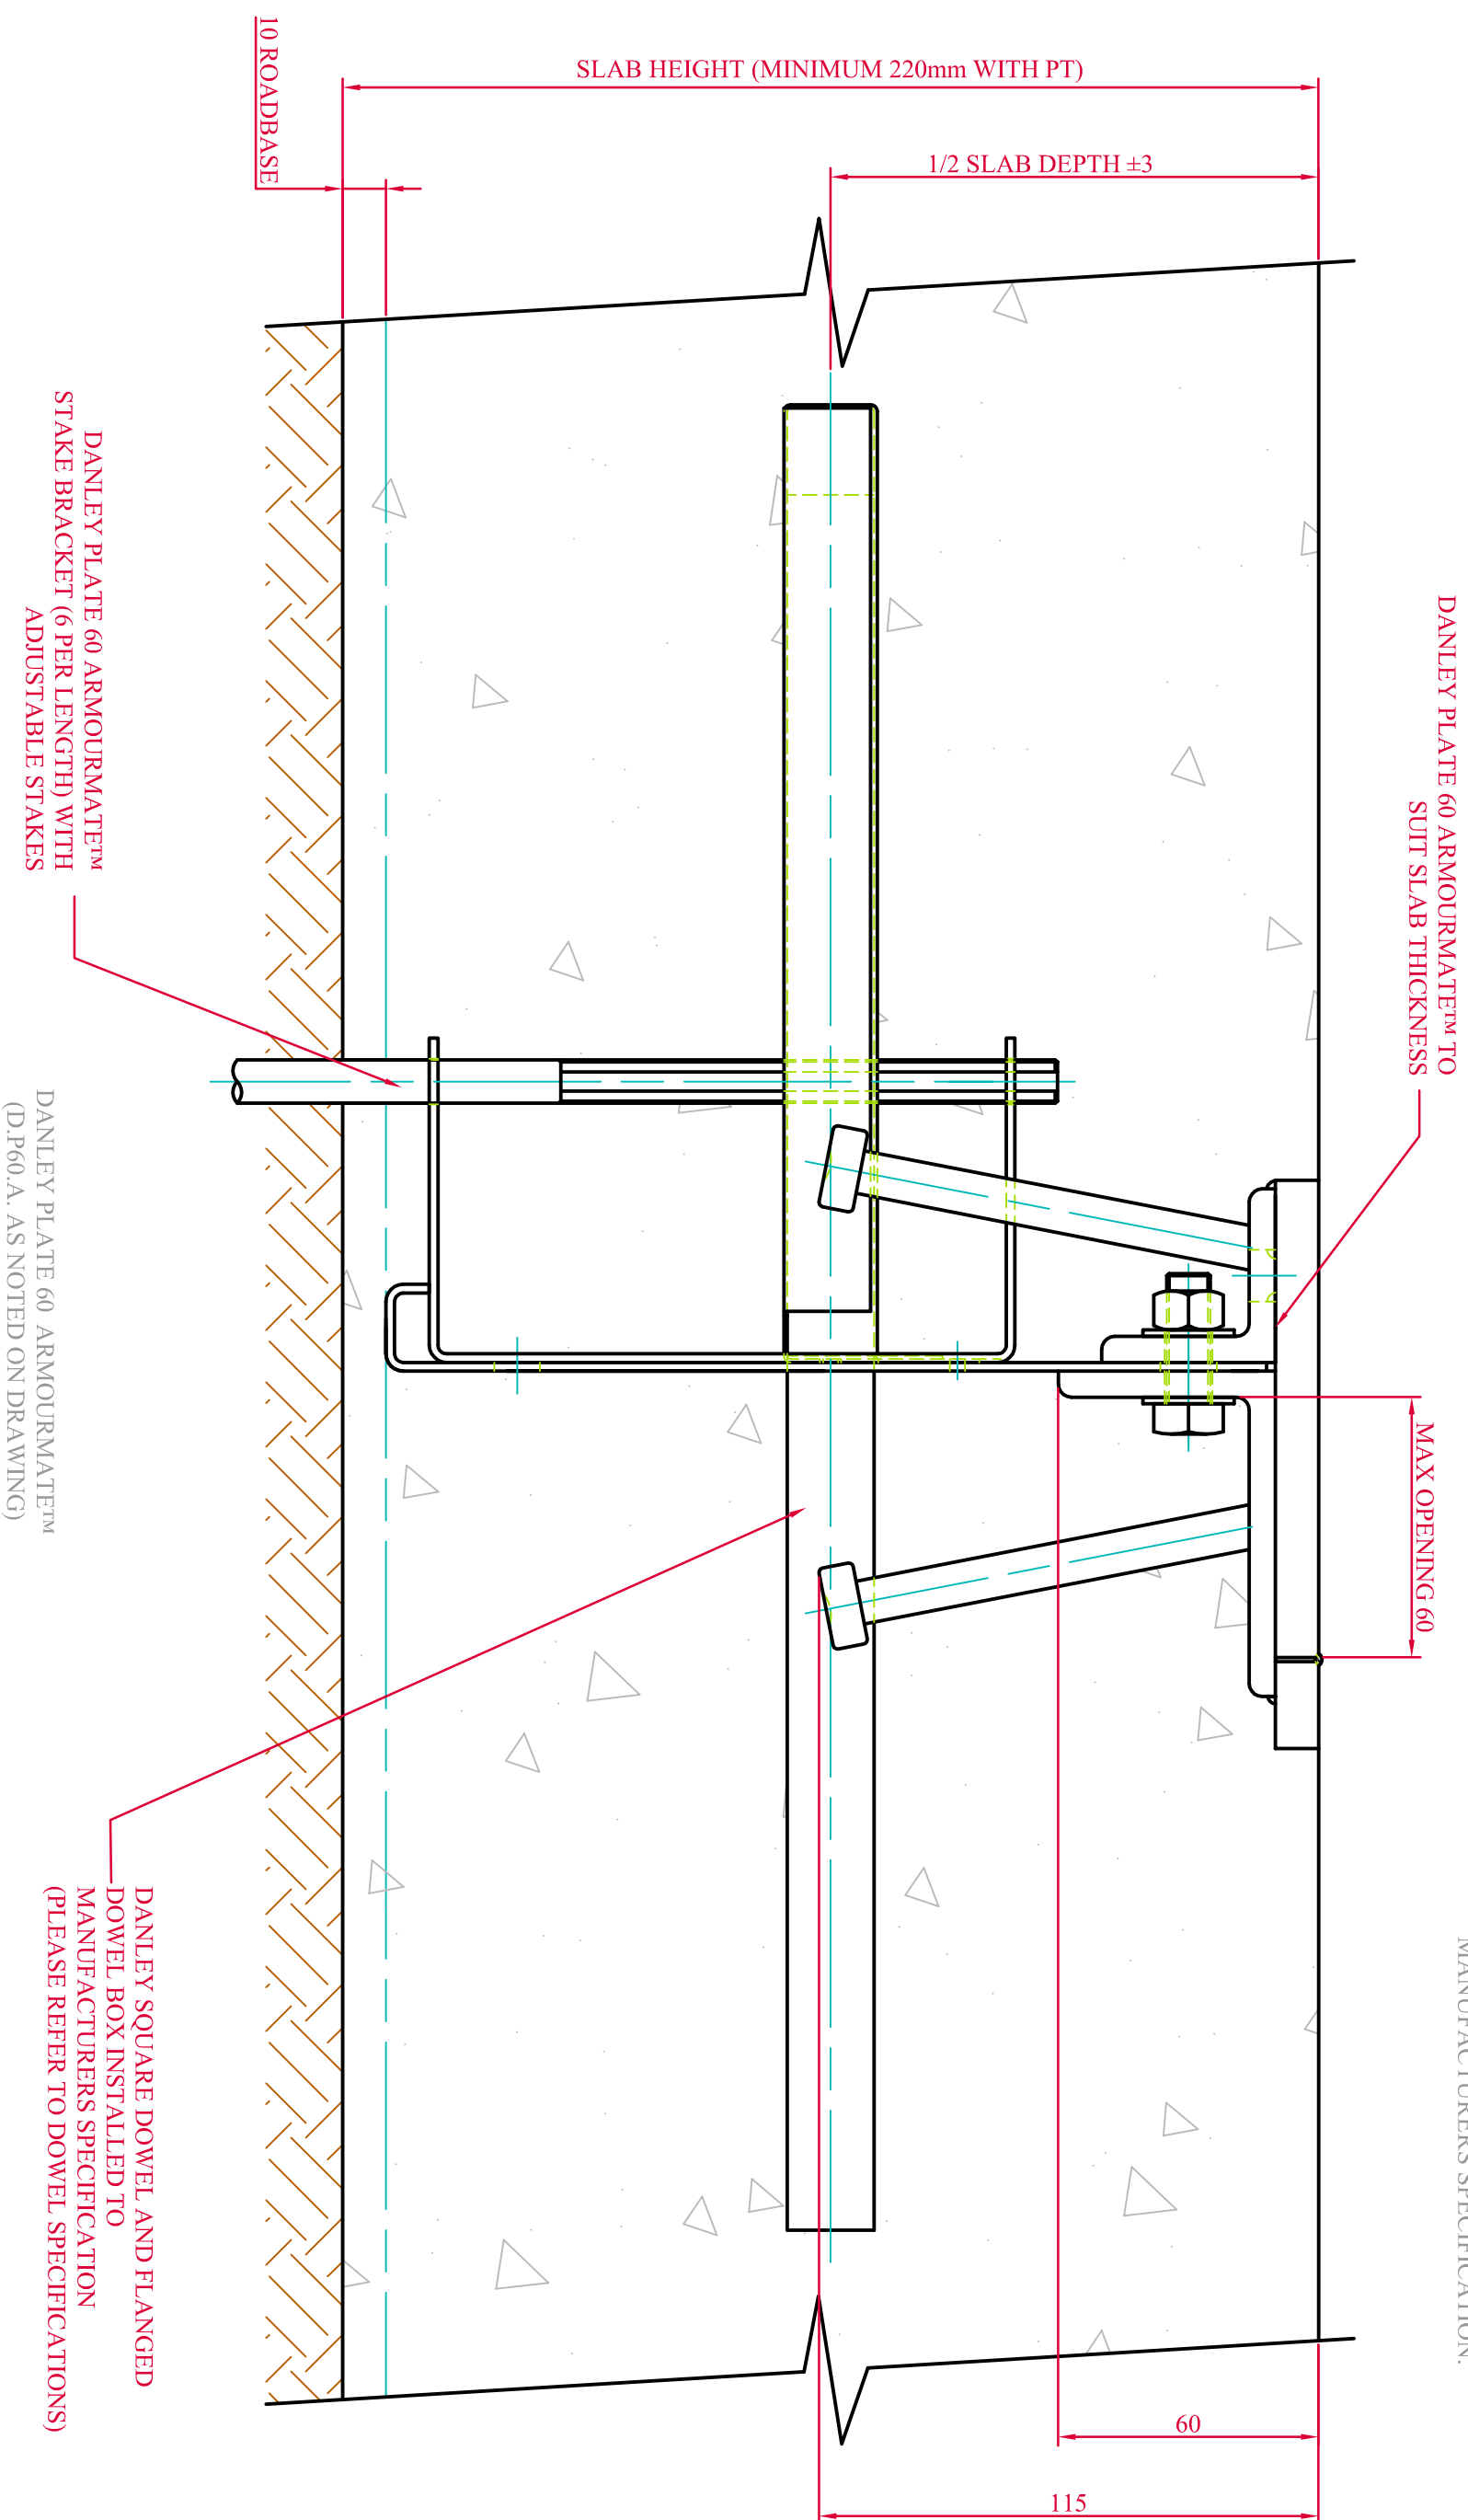 SLAB HEIGHT (MINIMUM 220mm WITH PT)
1/2 SLAB DEPTH ±3
10 ROADBASE
DANLEY PLATE 60 ARMOURMATE™ TO
SUIT SLAB THICKNESS
DANLEY PLATE 60 ARMOURMATE™
STAKE BRACKET (6 PER LENGTH) WITH
ADJUSTABLE STAKES
MAX OPENING 60
DANLEY PLATE 60 ARMOURMATE™
(D.P60.A. AS NOTED ON DRAWING)
DANLEY SQUARE DOWEL AND FLANGED
DOWEL BOX INSTALLED TO
MANUFACTURERS SPECIFICATION
(PLEASE REFER TO DOWEL SPECIFICATIONS)
MANUFACTURERS SPECIFICATION.
60
115